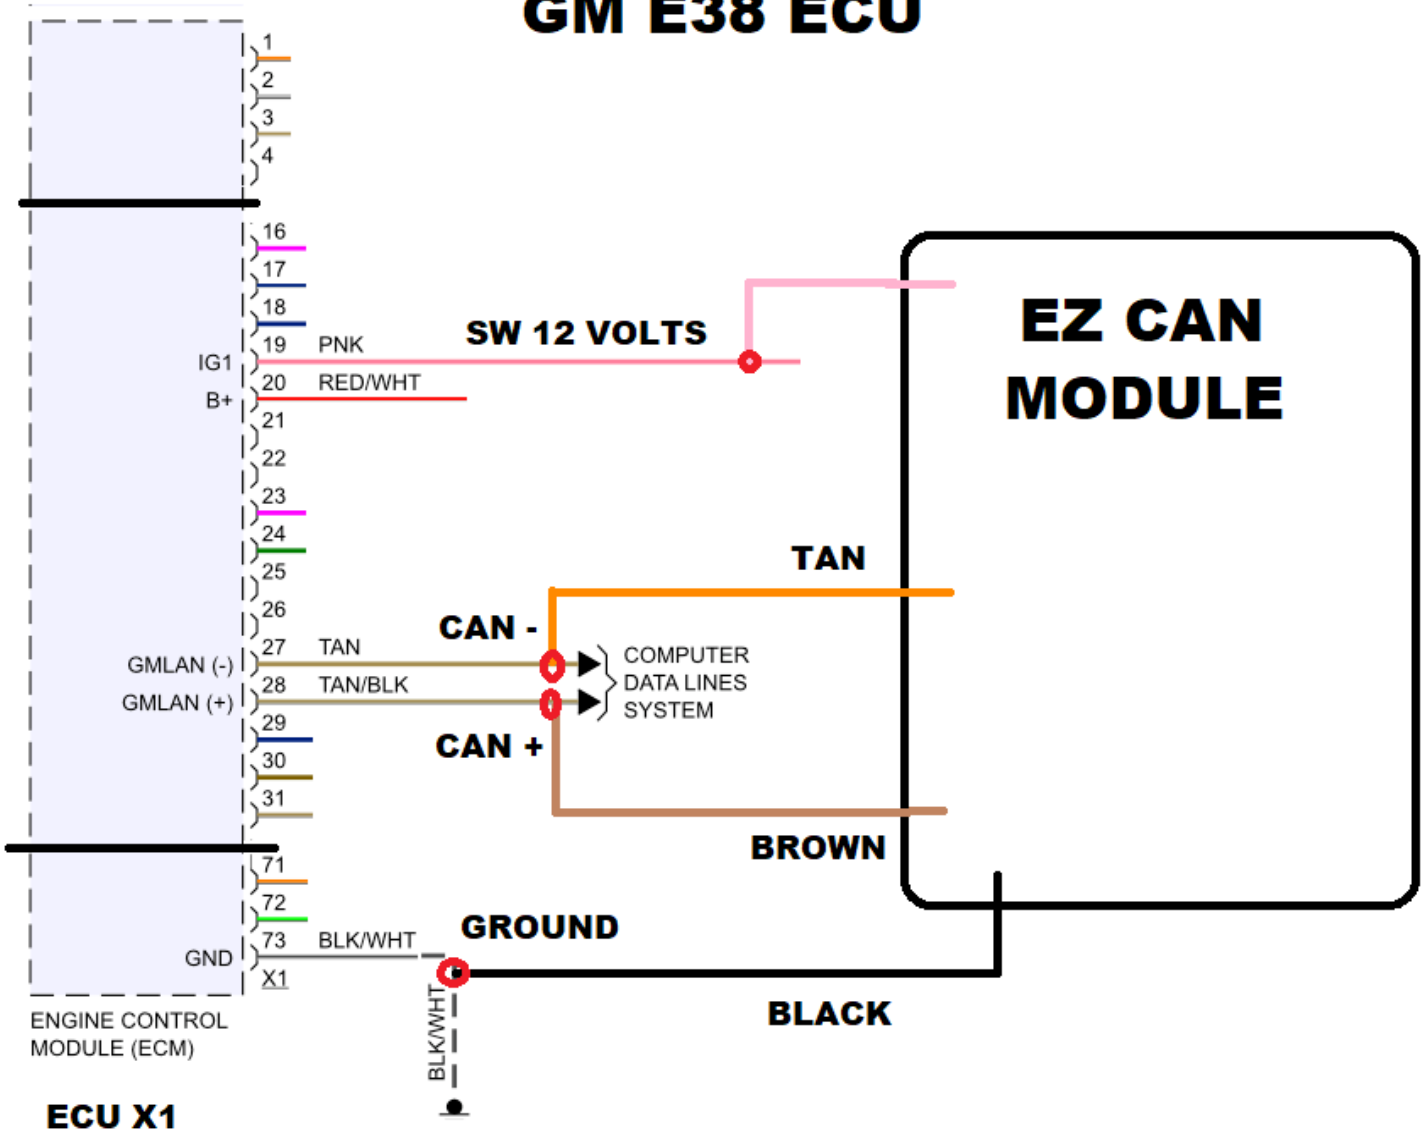 GM E38 ECU
1
2
3
4
16
17
18
19 PNK
IG1
SW 12 VOLTS
20 RED/WHT
B+
21
22
23
24
25
26
27 TAN
GMLAN (-)
28 TAN/BLK
GMLAN (+)
29
30
31
71
72
73 BLK/WHT
GND
X1
BLK/WHT
ENGINE CONTROL
MODULE (ECM)
ECU X1
CAN -
CAN +
COMPUTER
DATA LINES
SYSTEM
TAN
BROWN
GROUND
BLACK
EZ CAN
MODULE